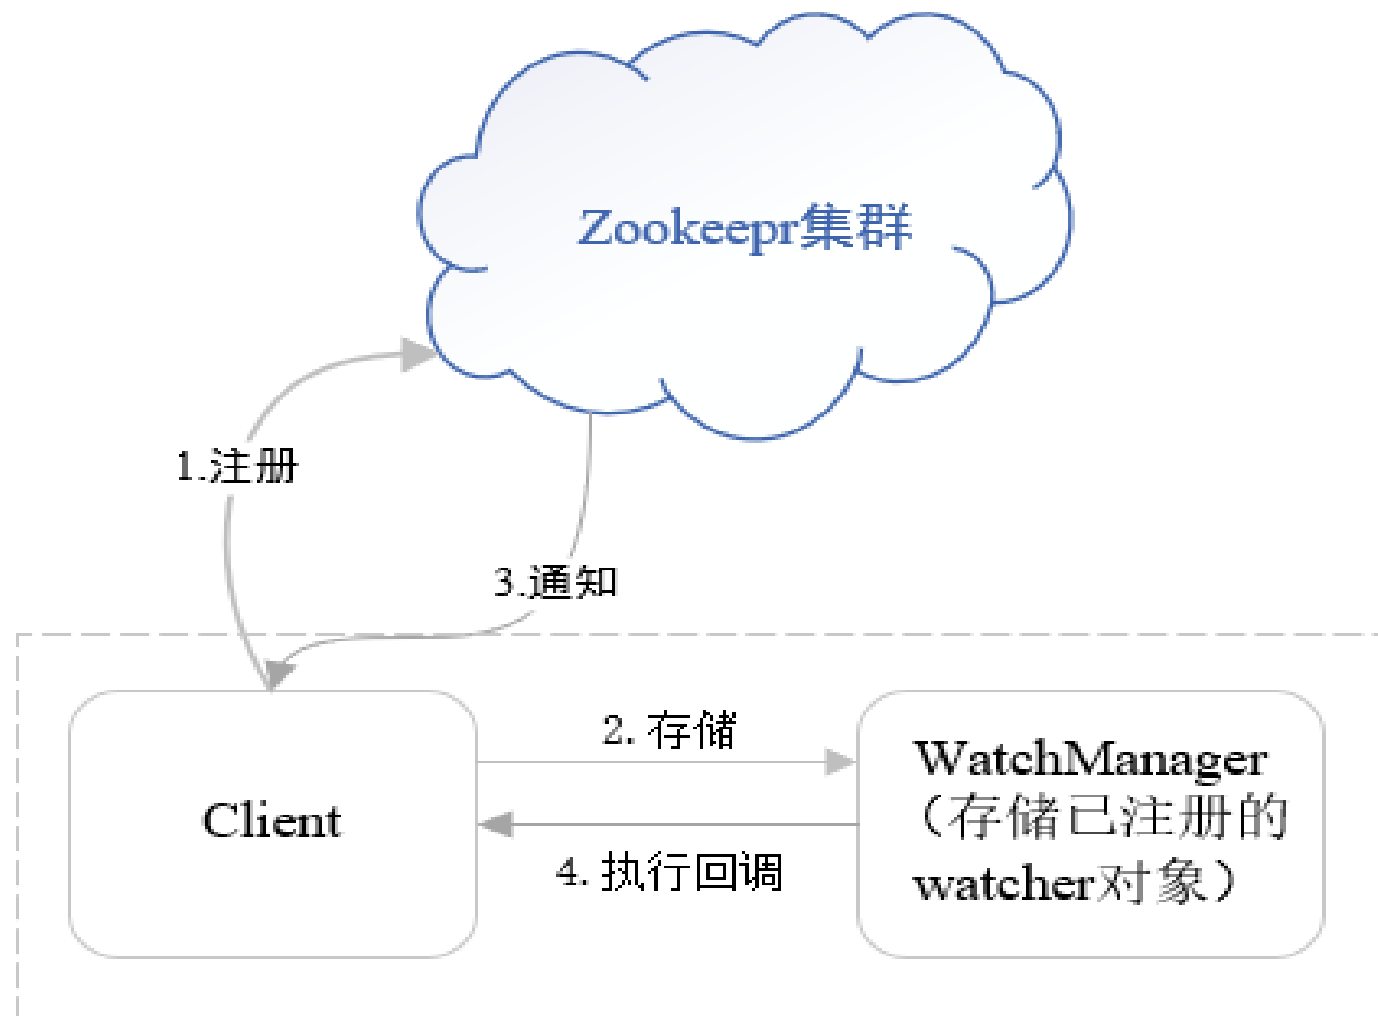 Zookeepr集群
1.注册
3.通知
2. 存储
Client
WatchManager
（存储已注册的
watcher对象）
4. 执行回调